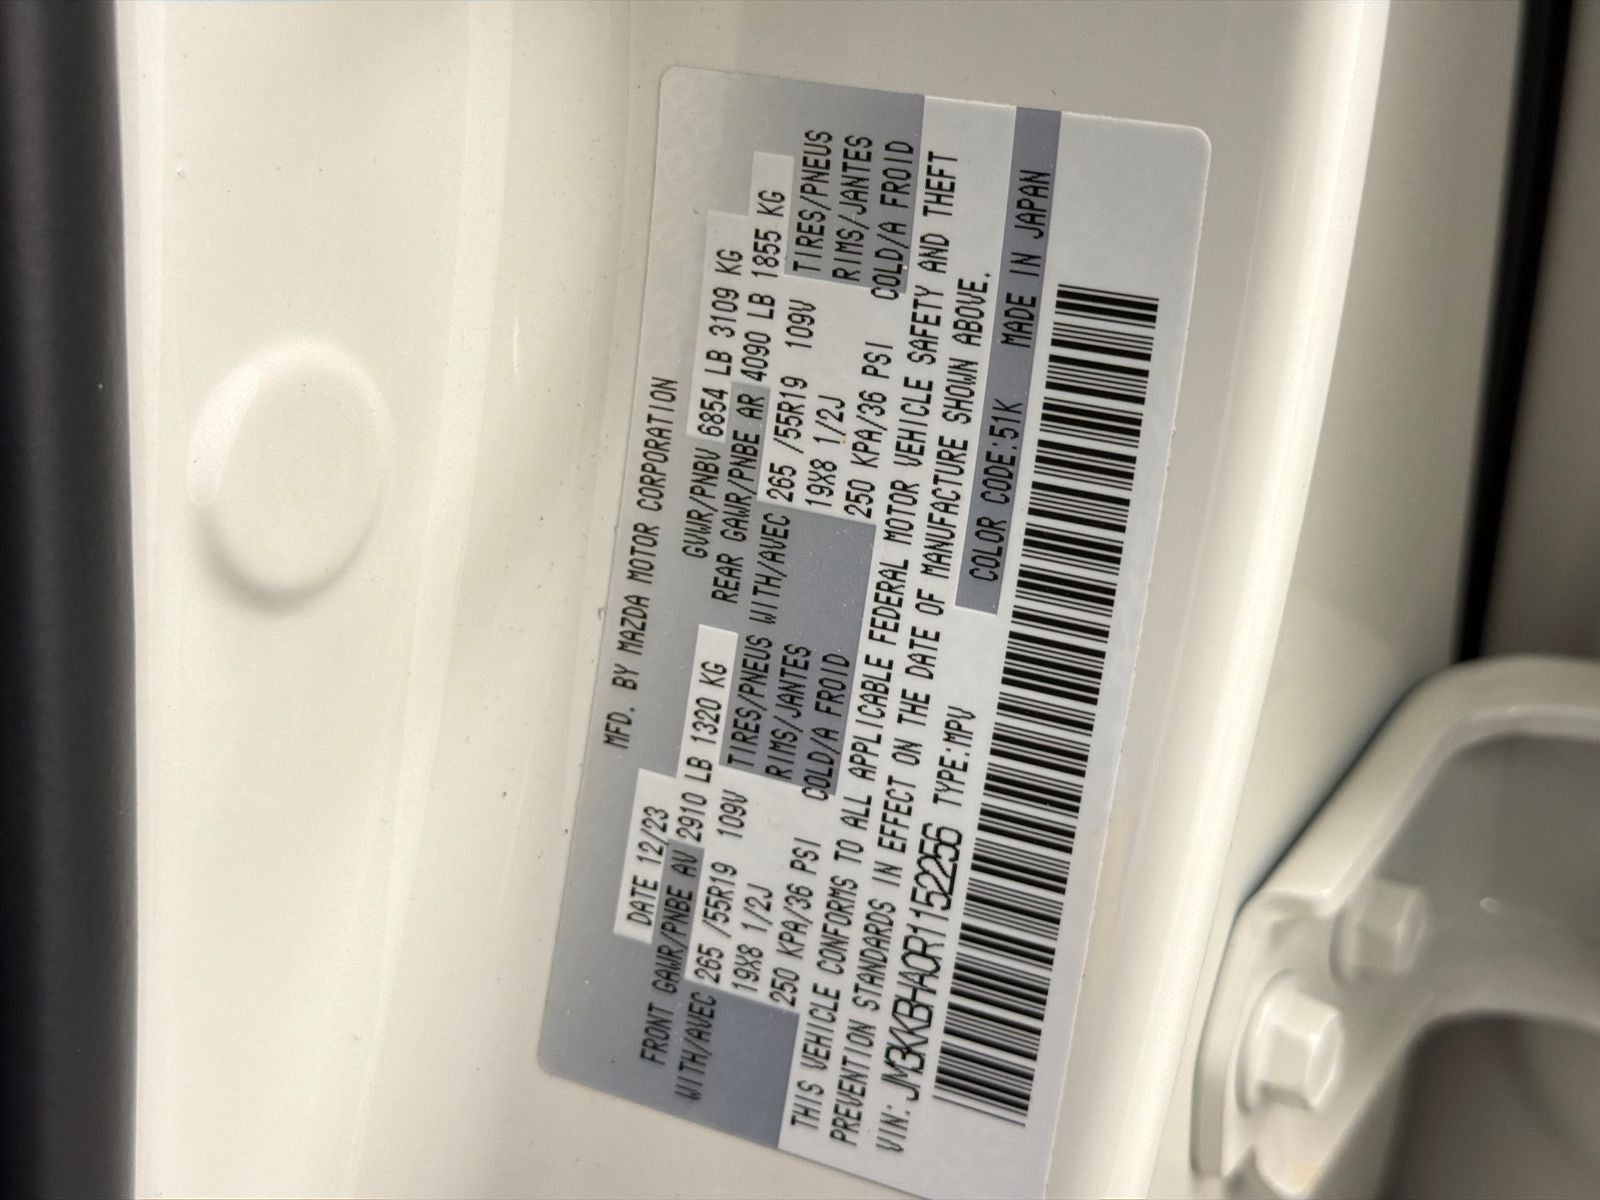 MFD. BY MAZDA MOTOR CORPORATION
DATE 12/23 GVWR/PNBV 6854 LB 3109 KG
FRONT GAWR/PNBE AV 2910 LB 1320 KG REAR GAWR/PNBE AR 4090 LB 1855 KG
WITH/AVEC 265 /55R19 109V TIRES/PNEUS WITH/AVEC 265 /55R19 109V TIRES/PNEUS
19X8 1/2J RIMS/JANTES 19X8 1/2J RIMS/JANTES
250 KPA/36 PSI COLD/A FROID 250 KPA/36 PSI COLD/A FROID
THIS VEHICLE CONFORMS TO ALL APPLICABLE FEDERAL MOTOR VEHICLE SAFETY AND THEFT
PREVENTION STANDARDS IN EFFECT ON THE DATE OF MANUFACTURE SHOWN ABOVE.
VIN: JM3KKBHA0R1152256 TYPE:MPV COLOR CODE:51K MADE IN JAPAN